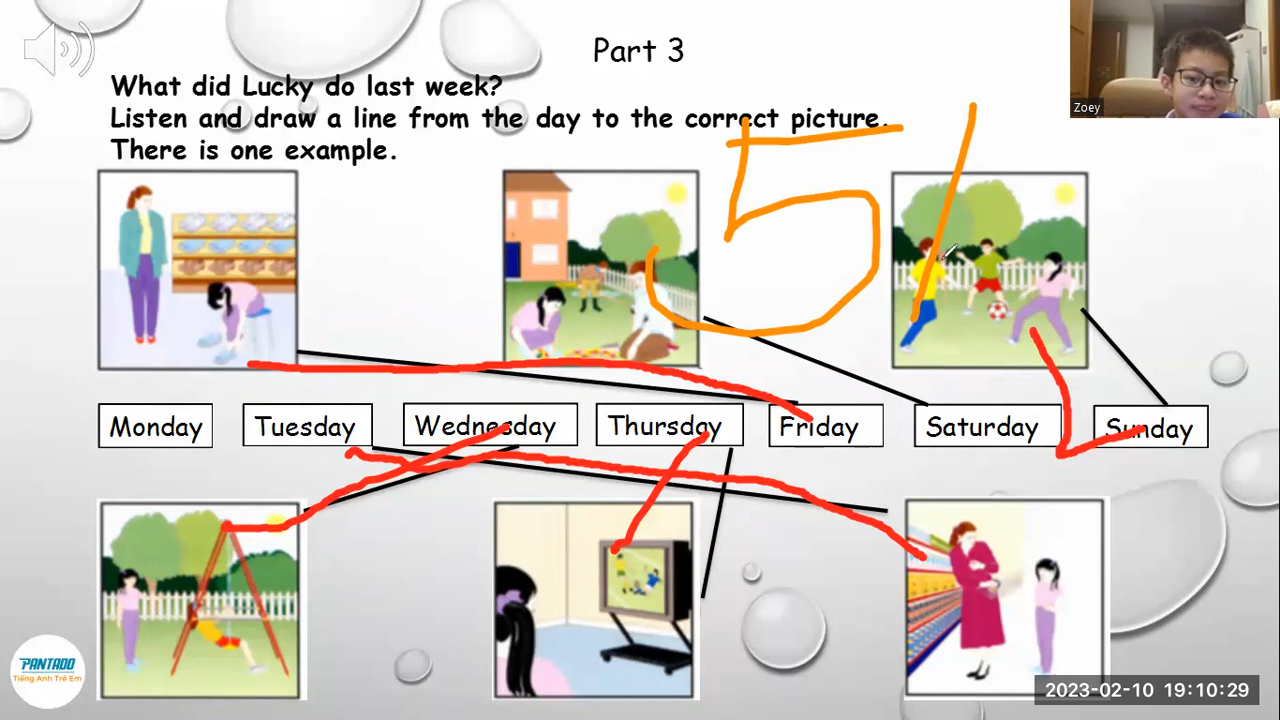 Part 3
Zoey
What did Lucky do last week?
Listen and draw a line from the day to the correct picture.
There is one example.
5/
Monday
Tuesday
Wednesday
Thursday
Friday
Saturday
Sunday
PANTADO
Tiếng Anh Trẻ Em
2023-02-10 19:10:29